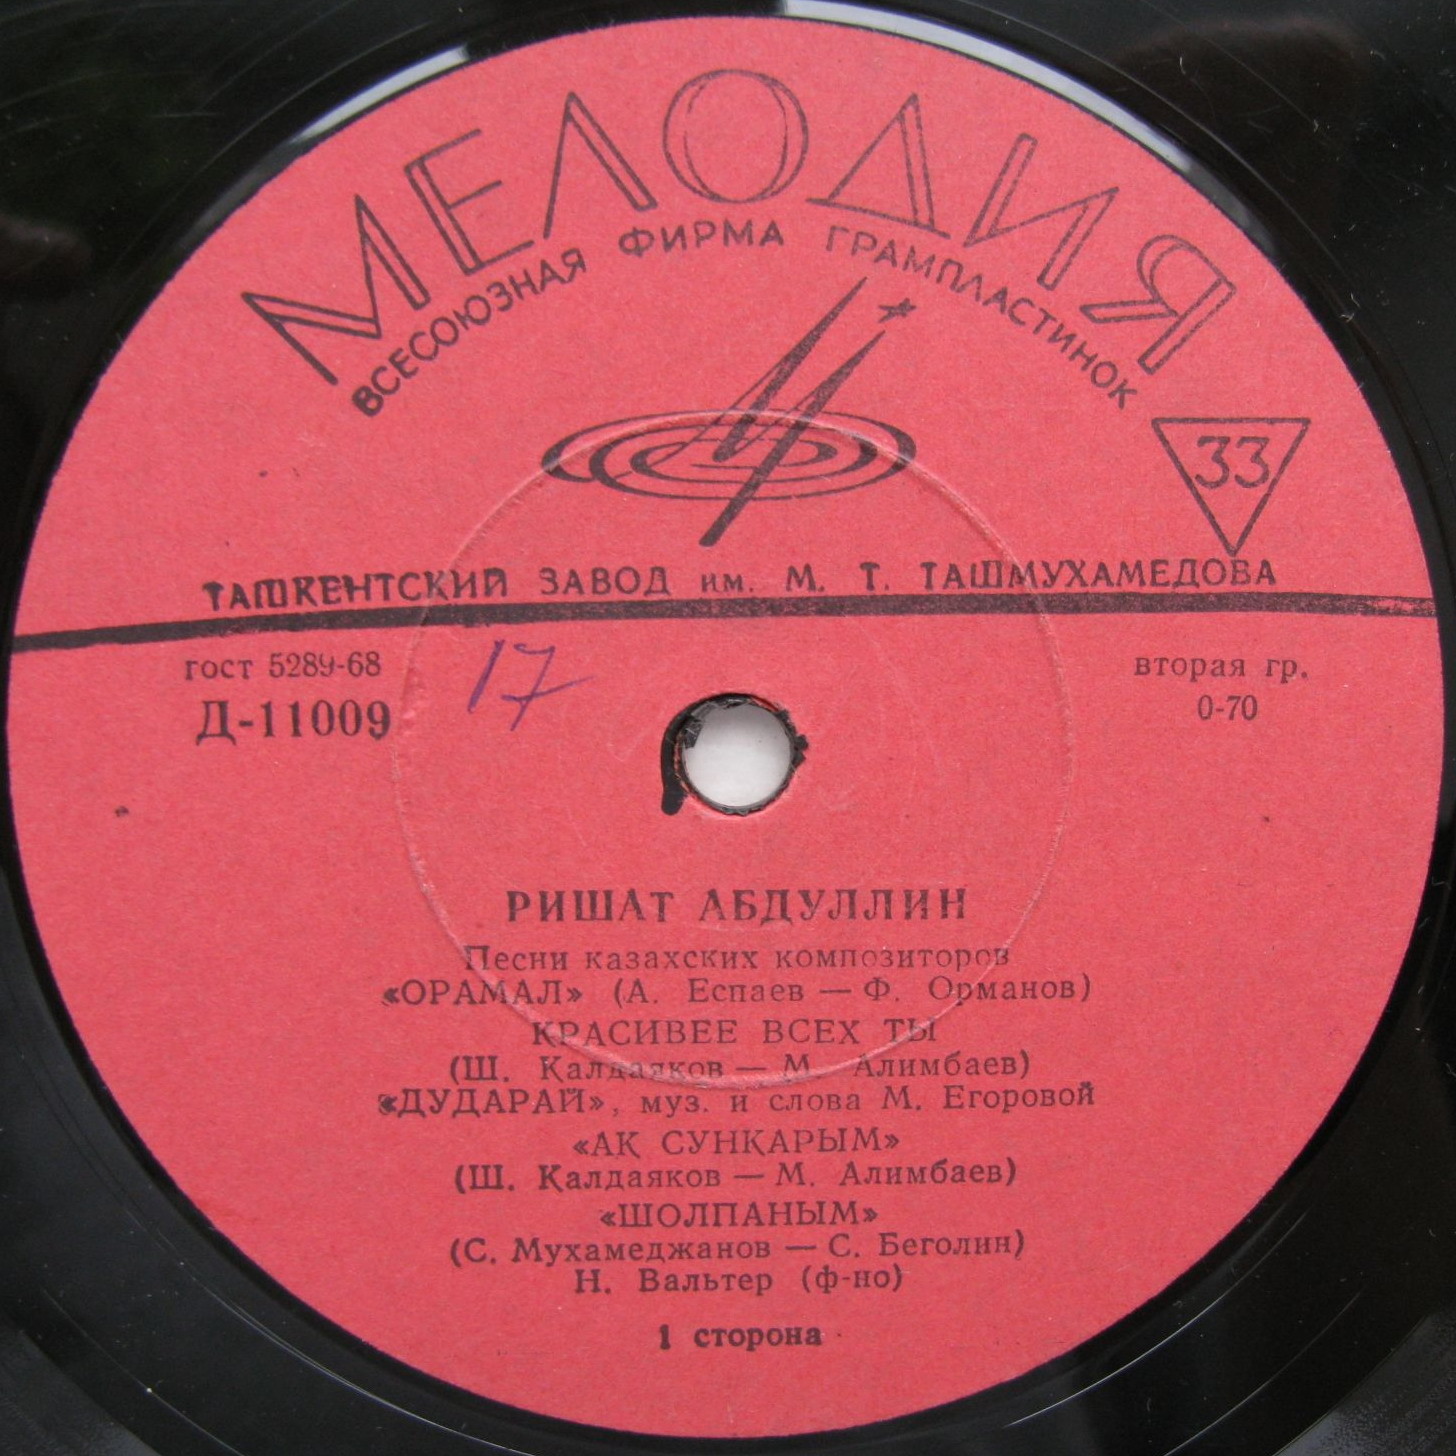 МЕЛОДИЯ
ВСЕСОЮЗНАЯ ФИРМА ГРАМПЛАСТИНОК
33
ТАШКЕНТСКИЙ ЗАВОД им. М. Т. ТАШМУХАМЕДОВА
гост 5289-68
Д-11009
17
вторая гр.
0-70
РИШАТ АБДУЛЛИН
Песни казахских композиторов
«ОРАМАЛ» (А. Еспаев — Ф. Орманов)
КРАСИВЕЕ ВСЕХ ТЫ
(Ш. Калдаяков — М. Алимбаев)
«ДУДАРАЙ», муз. и слова М. Егоровой
«АҚ СУНҚАРЫМ»
(Ш. Қалдаяков — М. Алимбаев)
«ШОЛПАНЫМ»
(С. Мухамеджанов — С. Беголин)
Н. Вальтер (ф-но)
1 сторона